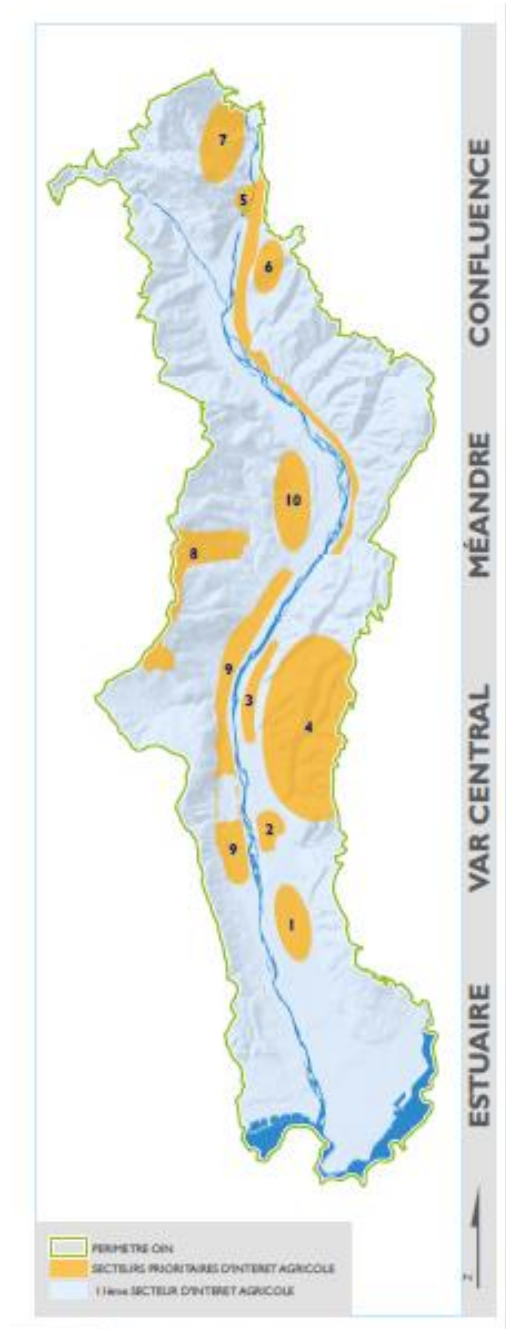 7
5
6
10
8
9
3
4
2
9
1
CONFLUENCE
MÉANDRE
VAR CENTRAL
ESTUAIRE
N
PERIMETRE OIN
SECTEURS PRIORITAIRES D'INTERET AGRICOLE
11ème SECTEUR D'INTERET AGRICOLE